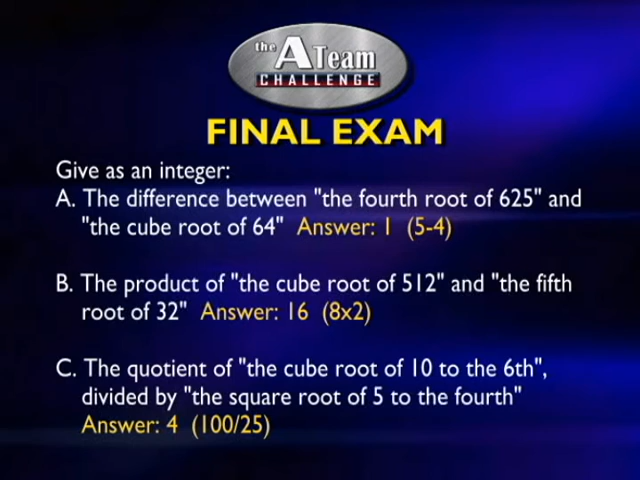 the A Team
CHALLENGE
FINAL EXAM
Give as an integer:
A. The difference between "the fourth root of 625" and
"the cube root of 64" Answer: 1 (5-4)
B. The product of "the cube root of 512" and "the fifth
root of 32" Answer: 16 (8x2)
C. The quotient of "the cube root of 10 to the 6th",
divided by "the square root of 5 to the fourth"
Answer: 4 (100/25)